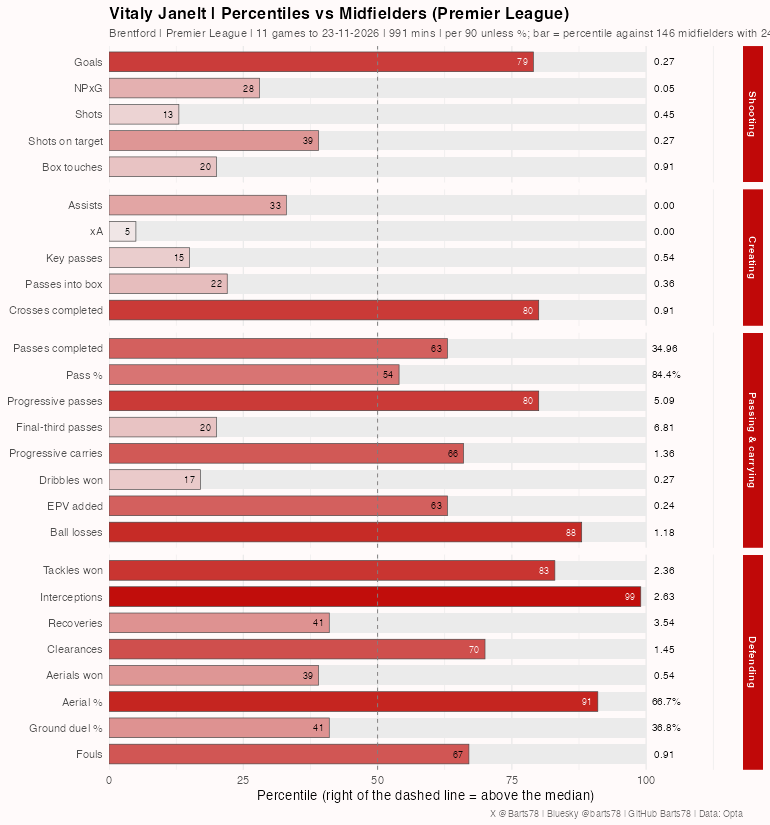 Vitaly Janelt | Percentiles vs Midfielders (Premier League)
Brentford | Premier League | 11 games to 23-11-2026 | 991 mins | per 90 unless %; bar = percentile against 146 midfielders with 24
Goals 79 0.27
NPxG 28 0.05
Shots 13 0.45
Shots on target 39 0.27
Box touches 20 0.91
Shooting
Assists 33 0.00
xA 5 0.00
Key passes 15 0.54
Passes into box 22 0.36
Crosses completed 80 0.91
Creating
Passes completed 63 34.96
Pass % 54 84.4%
Progressive passes 80 5.09
Final-third passes 20 6.81
Progressive carries 66 1.36
Dribbles won 17 0.27
EPV added 63 0.24
Ball losses 88 1.18
Passing & carrying
Tackles won 83 2.36
Interceptions 99 2.63
Recoveries 41 3.54
Clearances 70 1.45
Aerials won 39 0.54
Aerial % 91 66.7%
Ground duel % 41 36.8%
Fouls 67 0.91
Defending
0 25 50 75 100
Percentile (right of the dashed line = above the median)
X @Barts78 | Bluesky @barts78 | GitHub Barts78 | Data: Opta